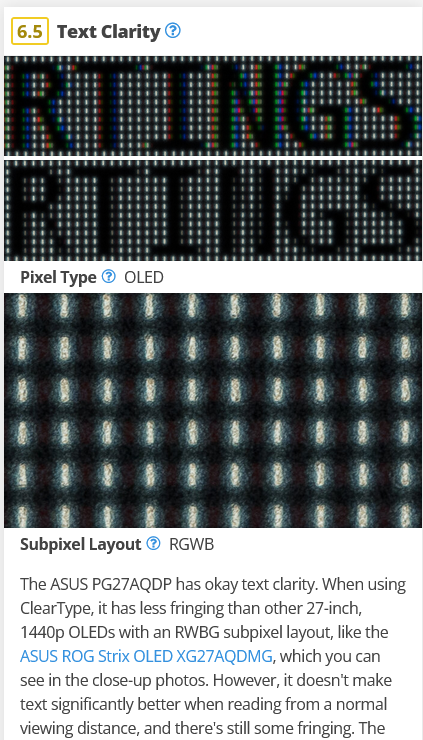 6.5 Text Clarity ?
RTINGS
RTINGS
Pixel Type ? OLED
Subpixel Layout ? RGWB
The ASUS PG27AQDP has okay text clarity. When using
ClearType, it has less fringing than other 27-inch,
1440p OLEDs with an RWBG subpixel layout, like the
ASUS ROG Strix OLED XG27AQDMG, which you can
see in the close-up photos. However, it doesn't make
text significantly better when reading from a normal
viewing distance, and there's still some fringing. The